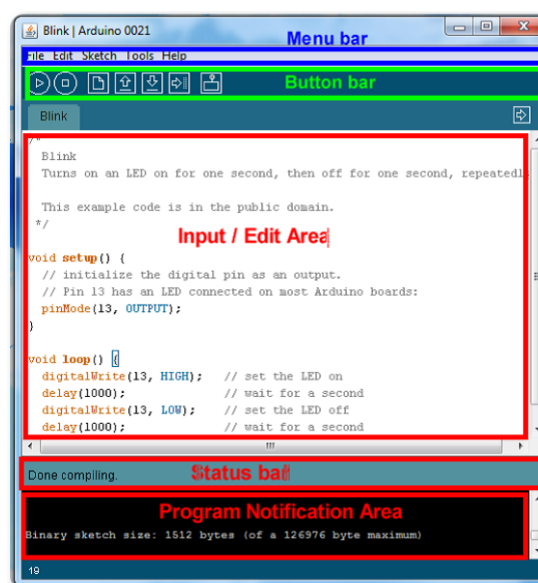 Blink | Arduino 0021
Menu bar
File Edit Sketch Tools Help
Button bar
Blink
/*
Blink
Turns on an LED on for one second, then off for one second, repeatedl
This example code is in the public domain.
*/
Input / Edit Area
void setup() {
// initialize the digital pin as an output.
// Pin 13 has an LED connected on most Arduino boards:
pinMode(13, OUTPUT);
}
void loop() {
digitalWrite(13, HIGH);   // set the LED on
delay(1000);              // wait for a second
digitalWrite(13, LOW);    // set the LED off
delay(1000);              // wait for a second
Done compiling.
Status bar
Program Notification Area
Binary sketch size: 1512 bytes (of a 126976 byte maximum)
19